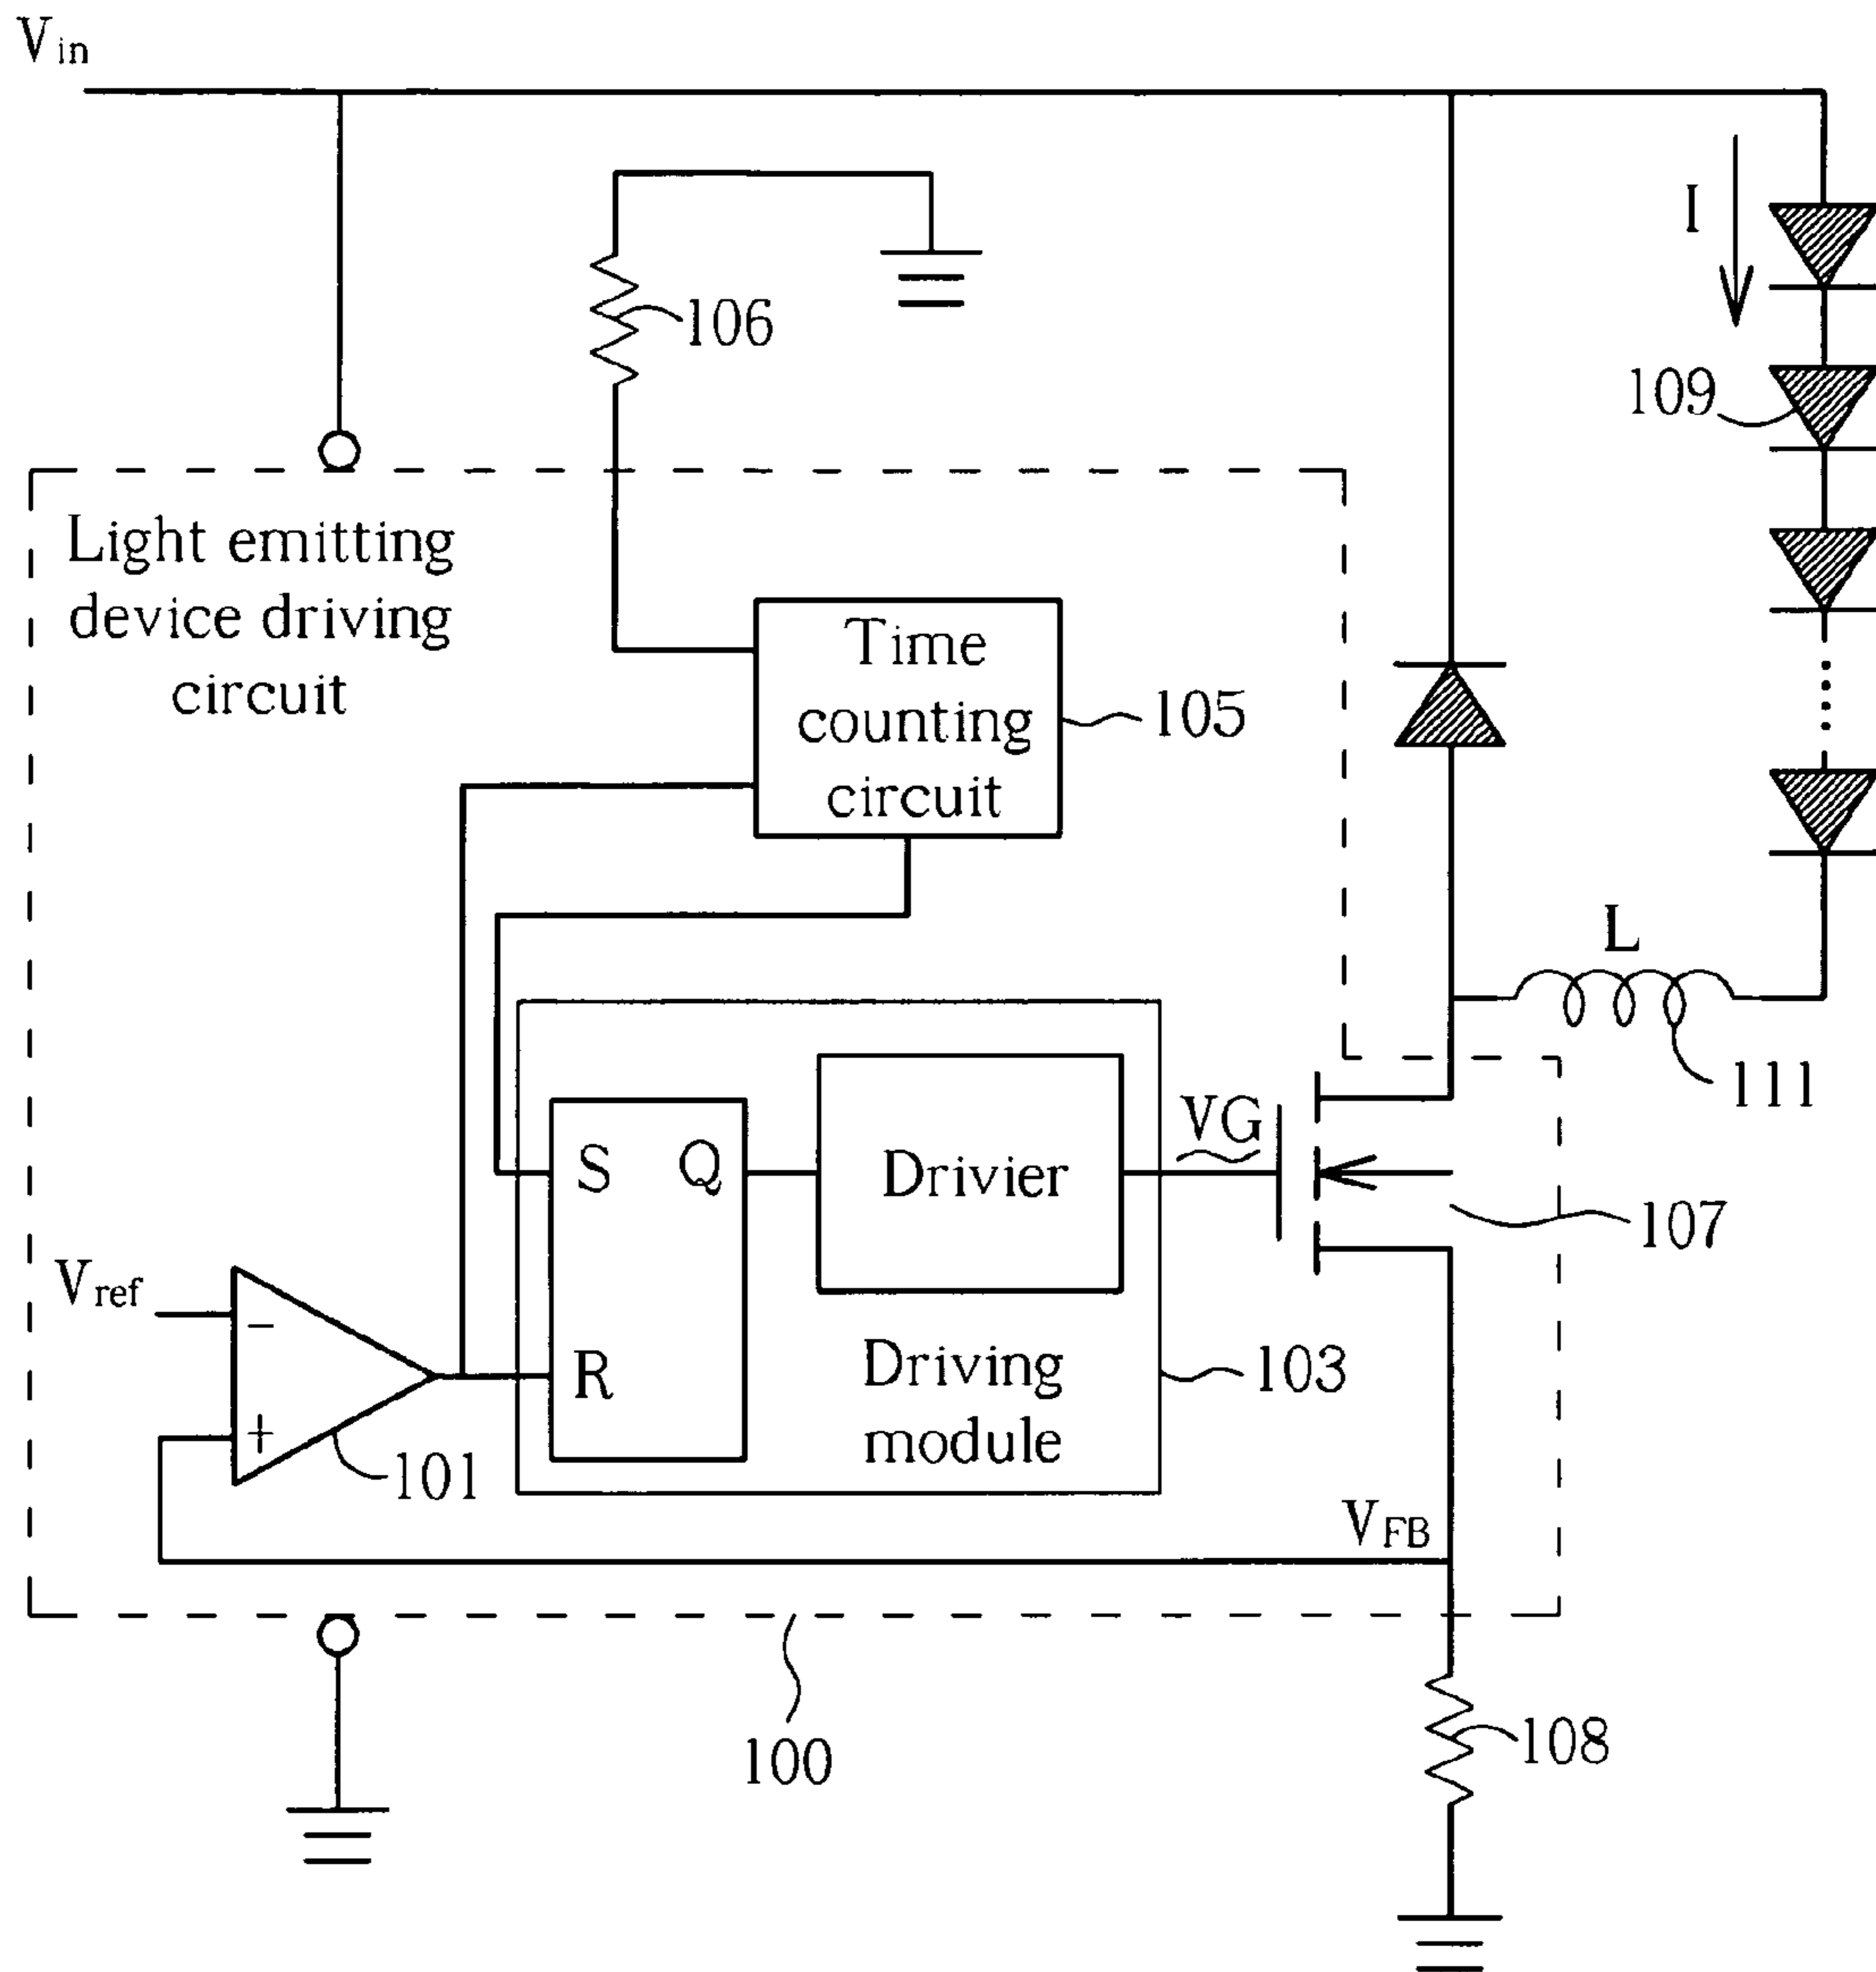 Vin
I
106
109
Light emitting
device driving
circuit
Time
counting
circuit
105
L
111
VG
S Q
Drivier
107
Vref
−
R
Driving
module
103
+
101
VFB
100
108